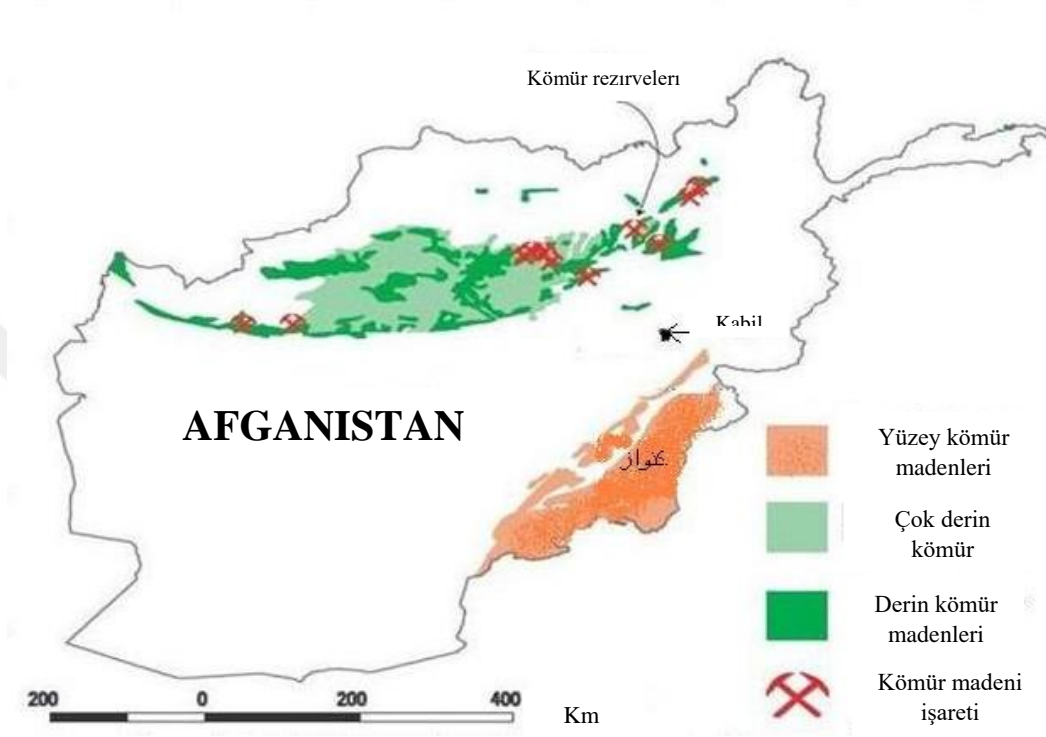 Kömür rezırvelerı
Kabil
AFGANISTAN
کتواز
Yüzey kömür
madenleri
Çok derin
kömür
Derin kömür
madenleri
Kömür madeni
işareti
200 0 200 400
Km